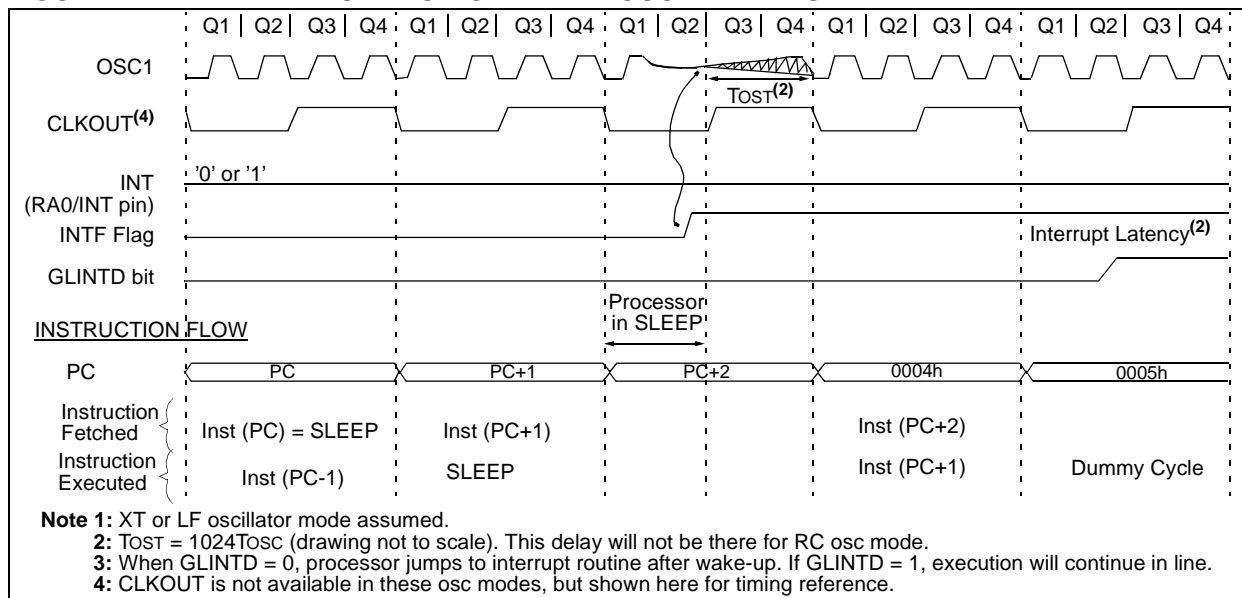 Q1 | Q2 | Q3 | Q4 Q1 | Q2 | Q3 | Q4 Q1 | Q2 | Q3 | Q4 Q1 | Q2 | Q3 | Q4 Q1 | Q2 | Q3 | Q4
OSC1
TOST(2)
CLKOUT(4)
'0' or '1'
INT
(RA0/INT pin)
INTF Flag
Interrupt Latency(2)
GLINTD bit
Processor
in SLEEP
INSTRUCTION FLOW
PC PC PC+1 PC+2 0004h 0005h
Instruction
Fetched
Inst (PC) = SLEEP Inst (PC+1) Inst (PC+2)
Instruction
Executed
Inst (PC-1) SLEEP Inst (PC+1) Dummy Cycle
Note 1: XT or LF oscillator mode assumed.
2: TOST = 1024TOSC (drawing not to scale). This delay will not be there for RC osc mode.
3: When GLINTD = 0, processor jumps to interrupt routine after wake-up. If GLINTD = 1, execution will continue in line.
4: CLKOUT is not available in these osc modes, but shown here for timing reference.